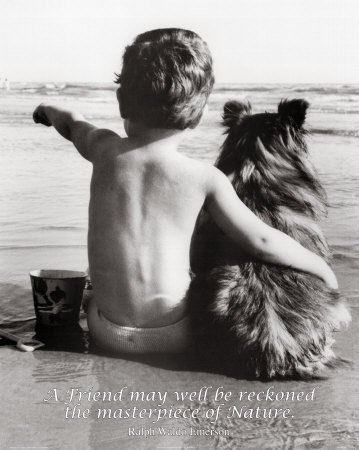 A Friend may well be reckoned
the masterpiece of Nature.
Ralph Waldo Emerson